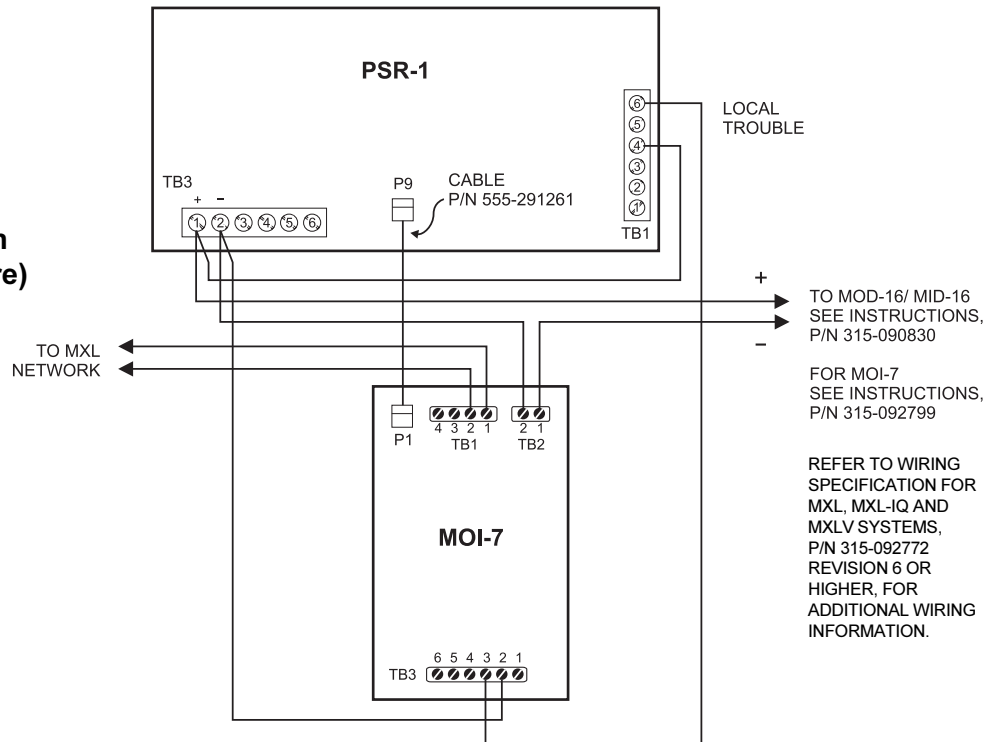 PSR-1
6
5
4
3
2
1
TB1
LOCAL
TROUBLE
TB3
+ −
1 2 3 4 5 6
P9
CABLE
P/N 555-291261
re)
+
−
TO MOD-16/ MID-16
SEE INSTRUCTIONS,
P/N 315-090830
FOR MOI-7
SEE INSTRUCTIONS,
P/N 315-092799
REFER TO WIRING
SPECIFICATION FOR
MXL, MXL-IQ AND
MXLV SYSTEMS,
P/N 315-092772
REVISION 6 OR
HIGHER, FOR
ADDITIONAL WIRING
INFORMATION.
TO MXL
NETWORK
P1
4 3 2 1
TB1
2 1
TB2
MOI-7
6 5 4 3 2 1
TB3